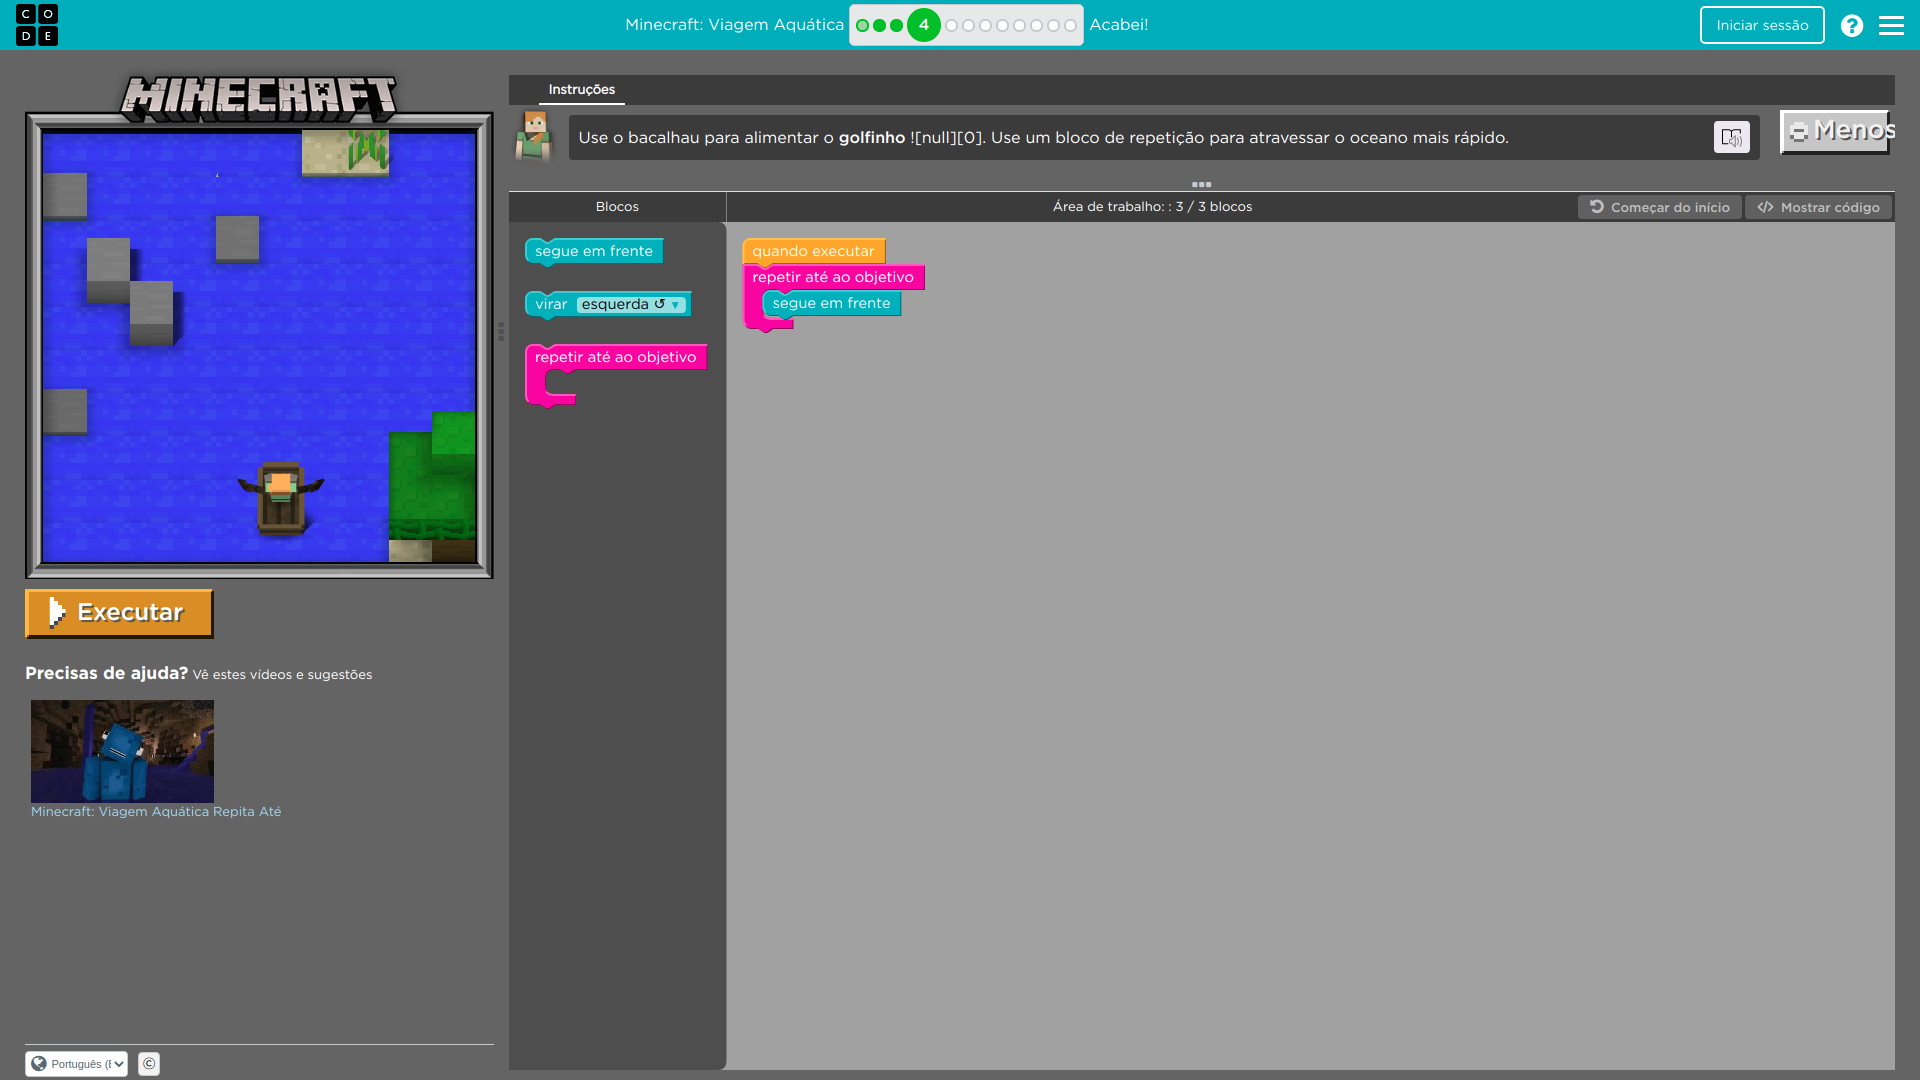 C O
D E
Minecraft: Viagem Aquática
4
Acabei!
Iniciar sessão
?
MINECRAFT
Instruções
Use o bacalhau para alimentar o golfinho ![null][0]. Use um bloco de repetição para atravessar o oceano mais rápido.
Menos
Blocos
Área de trabalho: : 3 / 3 blocos
Começar do início
</> Mostrar código
segue em frente
virar esquerda ↺ ▼
repetir até ao objetivo
quando executar
repetir até ao objetivo
segue em frente
Executar
Precisas de ajuda? Vê estes vídeos e sugestões
Minecraft: Viagem Aquática Repita Até
Português (
©